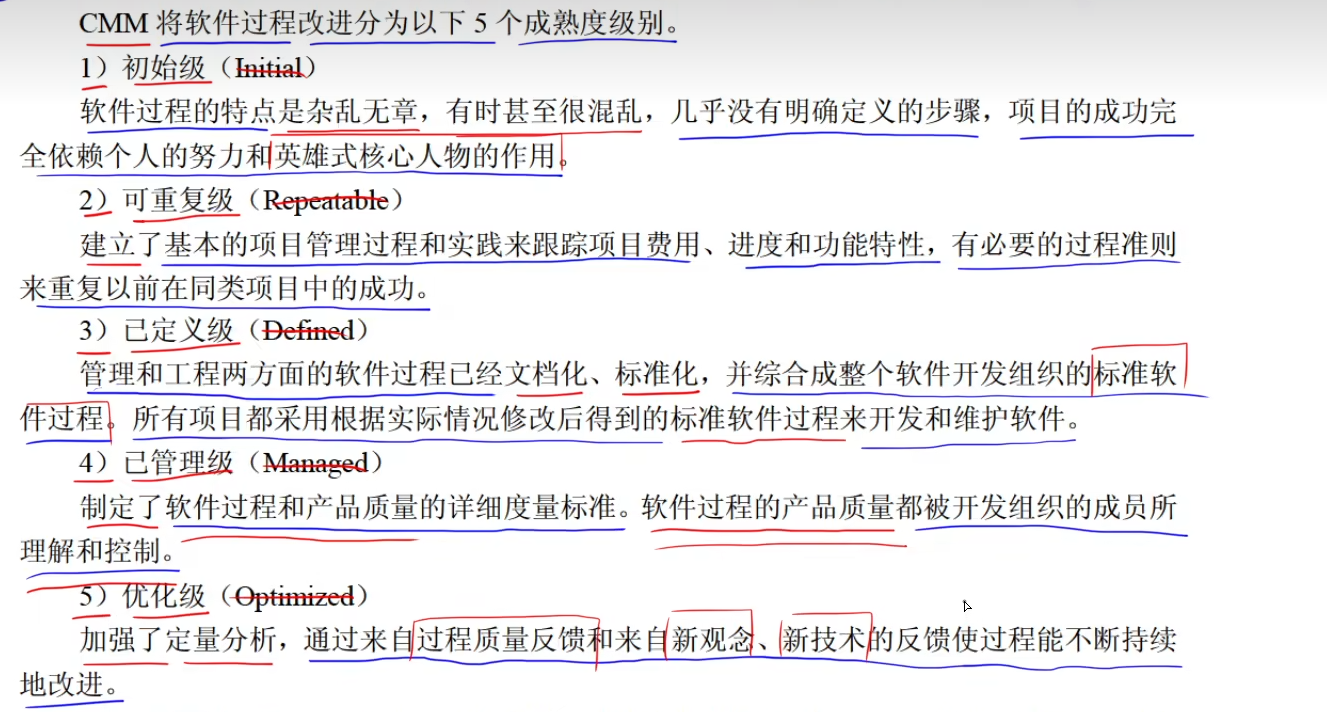 CMM 将软件过程改进分为以下 5 个成熟度级别。
1）初始级（Initial）
软件过程的特点是杂乱无章，有时甚至很混乱，几乎没有明确定义的步骤，项目的成功完
全依赖个人的努力和英雄式核心人物的作用。
2）可重复级（Repeatable）
建立了基本的项目管理过程和实践来跟踪项目费用、进度和功能特性，有必要的过程准则
来重复以前在同类项目中的成功。
3）已定义级（Defined）
管理和工程两方面的软件过程已经文档化、标准化，并综合成整个软件开发组织的标准软
件过程。所有项目都采用根据实际情况修改后得到的标准软件过程来开发和维护软件。
4）已管理级（Managed）
制定了软件过程和产品质量的详细度量标准。软件过程的产品质量都被开发组织的成员所
理解和控制。
5）优化级（Optimized）
加强了定量分析，通过来自过程质量反馈和来自新观念、新技术的反馈使过程能不断持续
地改进。